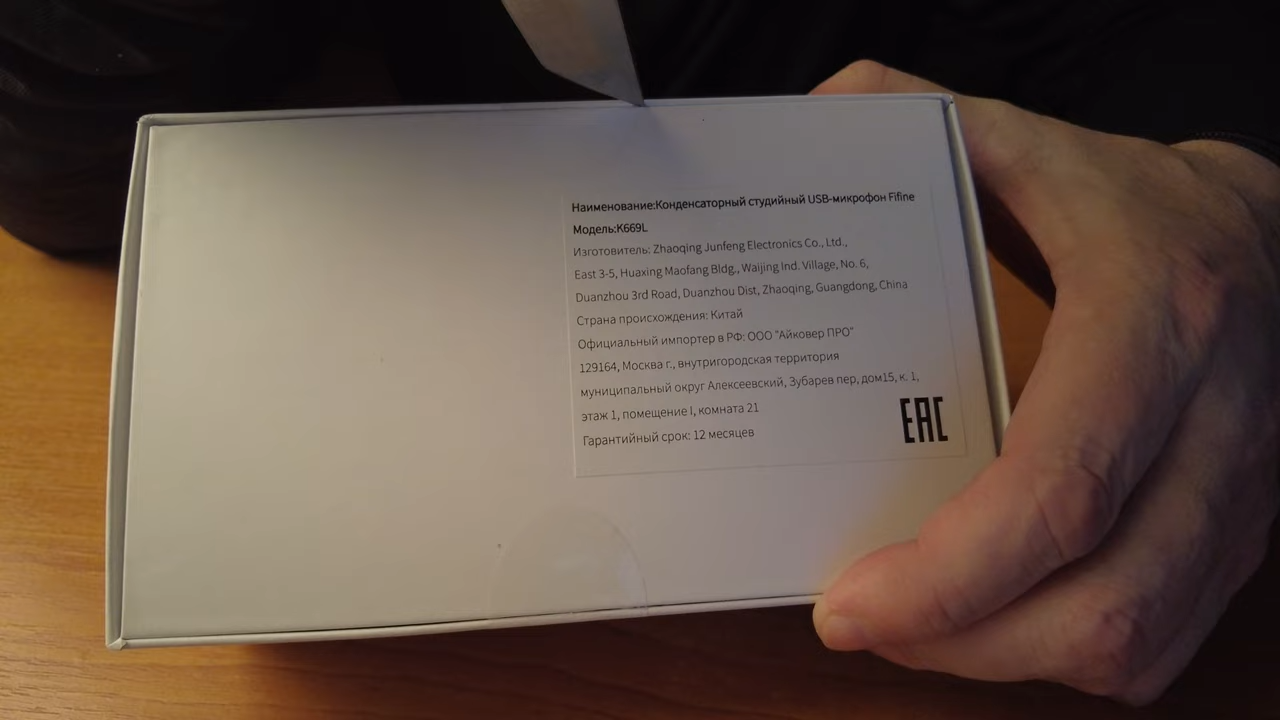 Наименование:Конденсаторный студийный USB-микрофон Fifine
Модель:K669L
Изготовитель: Zhaoqing Junfeng Electronics Co., Ltd.,
East 3-5, Huaxing Maofang Bldg., Waijing Ind. Village, No. 6,
Duanzhou 3rd Road, Duanzhou Dist, Zhaoqing, Guangdong, China
Страна происхождения: Китай
Официальный импортер в РФ: ООО "Айковер ПРО"
129164, Москва г., внутригородская территория
муниципальный округ Алексеевский, Зубарев пер, дом15, к. 1,
этаж 1, помещение I, комната 21
Гарантийный срок: 12 месяцев
EAC